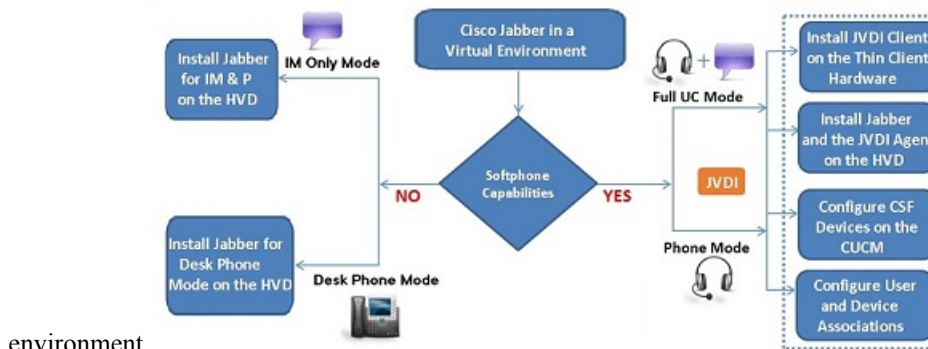 Cisco Jabber in a
Virtual Environment
Install Jabber
for IM & P
on the HVD
IM Only Mode
Softphone
Capabilities
NO
YES
Install Jabber for
Desk Phone
Mode on the HVD
Desk Phone Mode
+
Full UC Mode
JVDI
Phone Mode
Install JVDI Client
on the Thin Client
Hardware
Install Jabber
and the JVDI Agen
on the HVD
Configure CSF
Devices on the
CUCM
Configure User
and Device
Associations
environment